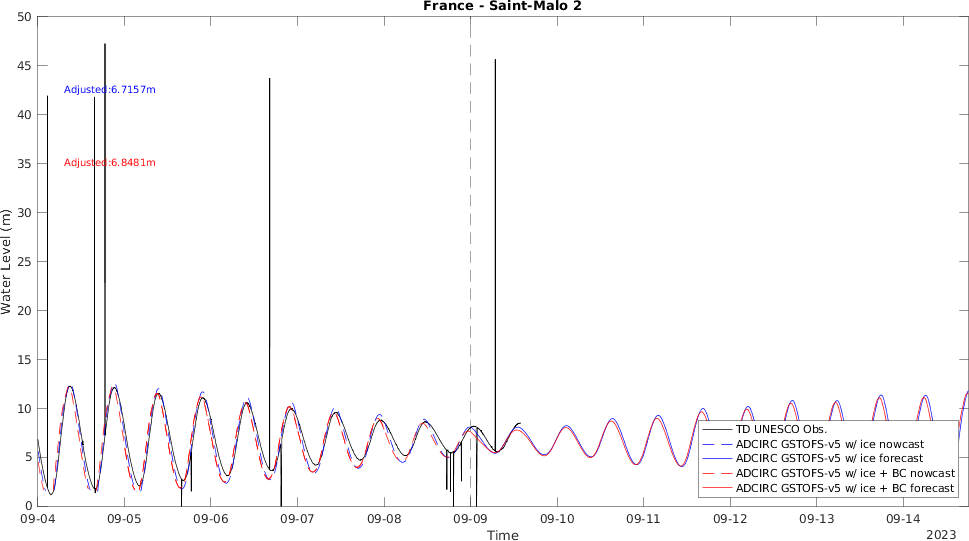 France - Saint-Malo 2
50
45
40
35
30
25
20
15
10
5
0
Water Level (m)
Adjusted:6.7157m
Adjusted:6.8481m
TD UNESCO Obs.
ADCIRC GSTOFS-v5 w/ ice nowcast
ADCIRC GSTOFS-v5 w/ ice forecast
ADCIRC GSTOFS-v5 w/ ice + BC nowcast
ADCIRC GSTOFS-v5 w/ ice + BC forecast
09-04 09-05 09-06 09-07 09-08 09-09 09-10 09-11 09-12 09-13 09-14
Time
2023